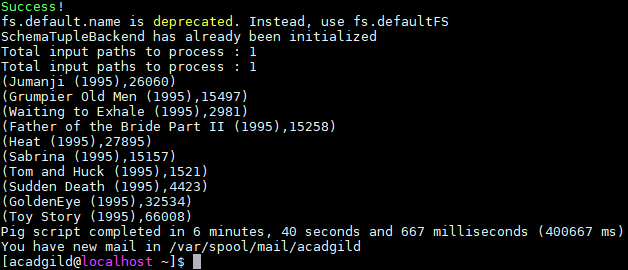 Success!
fs.default.name is deprecated. Instead, use fs.defaultFS
SchemaTupleBackend has already been initialized
Total input paths to process : 1
Total input paths to process : 1
(Jumanji (1995),26060)
(Grumpier Old Men (1995),15497)
(Waiting to Exhale (1995),2981)
(Father of the Bride Part II (1995),15258)
(Heat (1995),27895)
(Sabrina (1995),15157)
(Tom and Huck (1995),1521)
(Sudden Death (1995),4423)
(GoldenEye (1995),32534)
(Toy Story (1995),66008)
Pig script completed in 6 minutes, 40 seconds and 667 milliseconds (400667 ms)
You have new mail in /var/spool/mail/acadgild
[acadgild@localhost ~]$